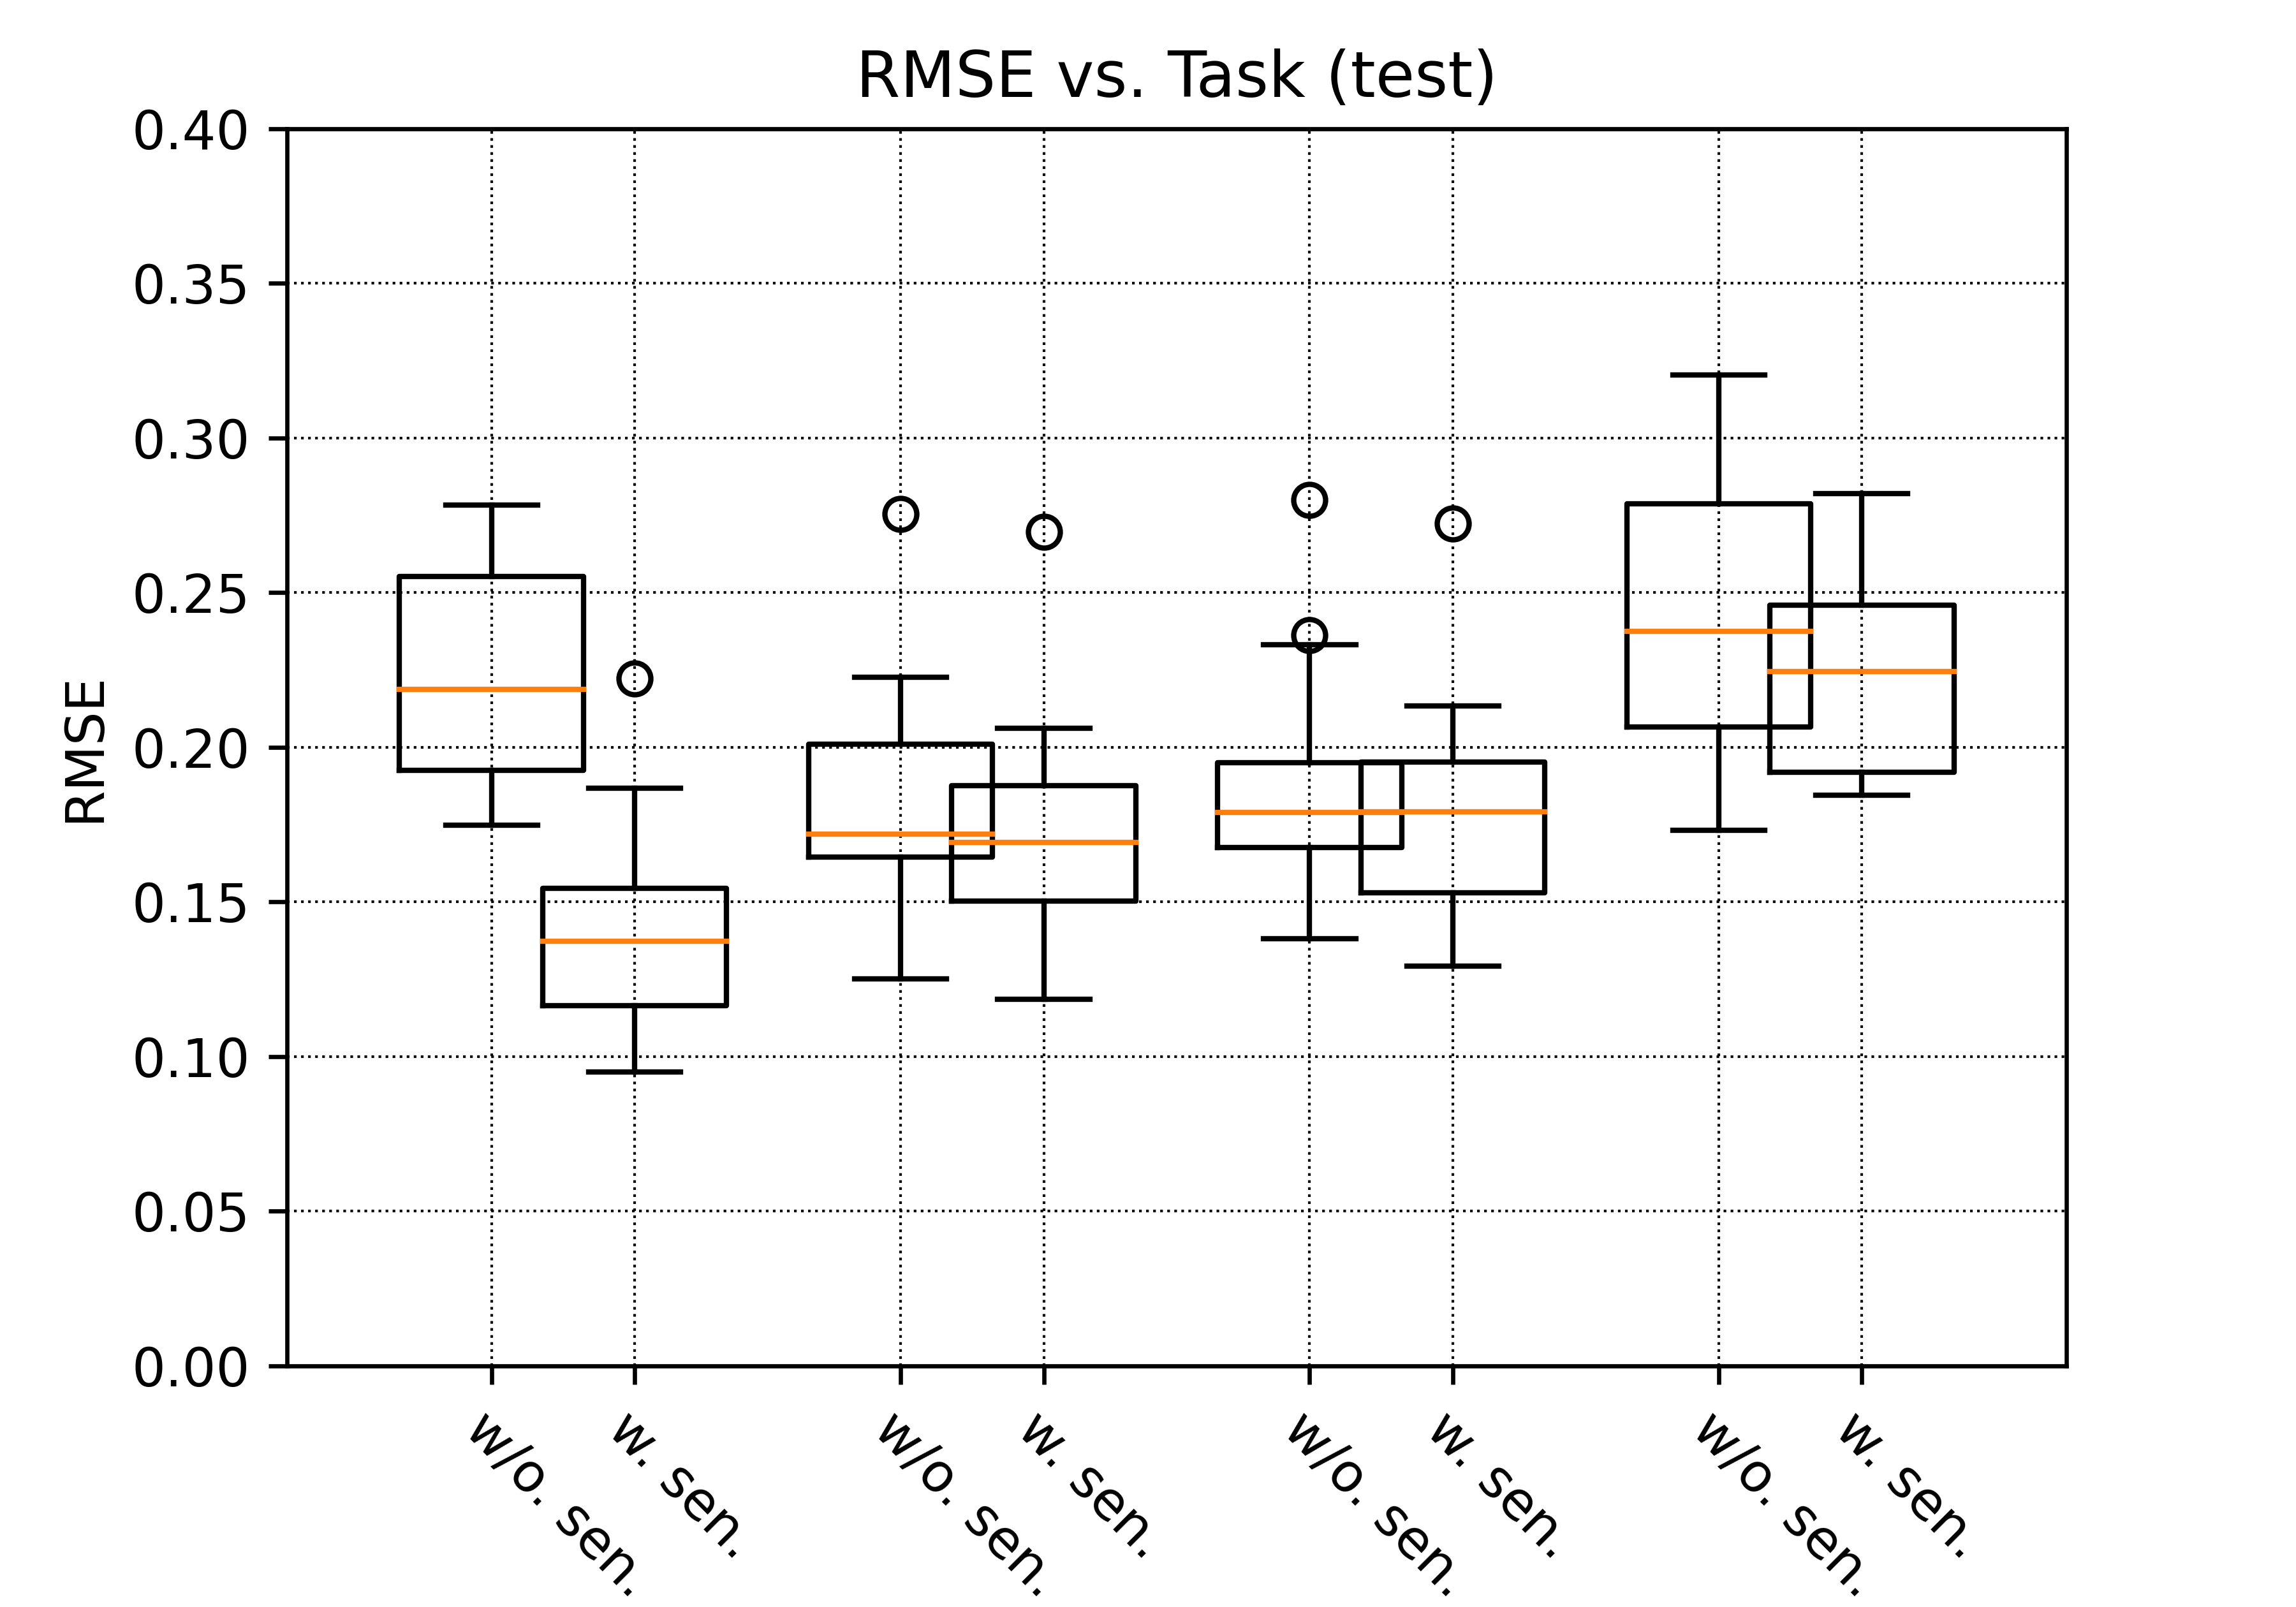 RMSE vs. Task (test)
0.40
0.35
0.30
0.25
0.20
0.15
0.10
0.05
0.00
RMSE
w/o. sen.
w. sen.
w/o. sen.
w. sen.
w/o. sen.
w. sen.
w/o. sen.
w. sen.